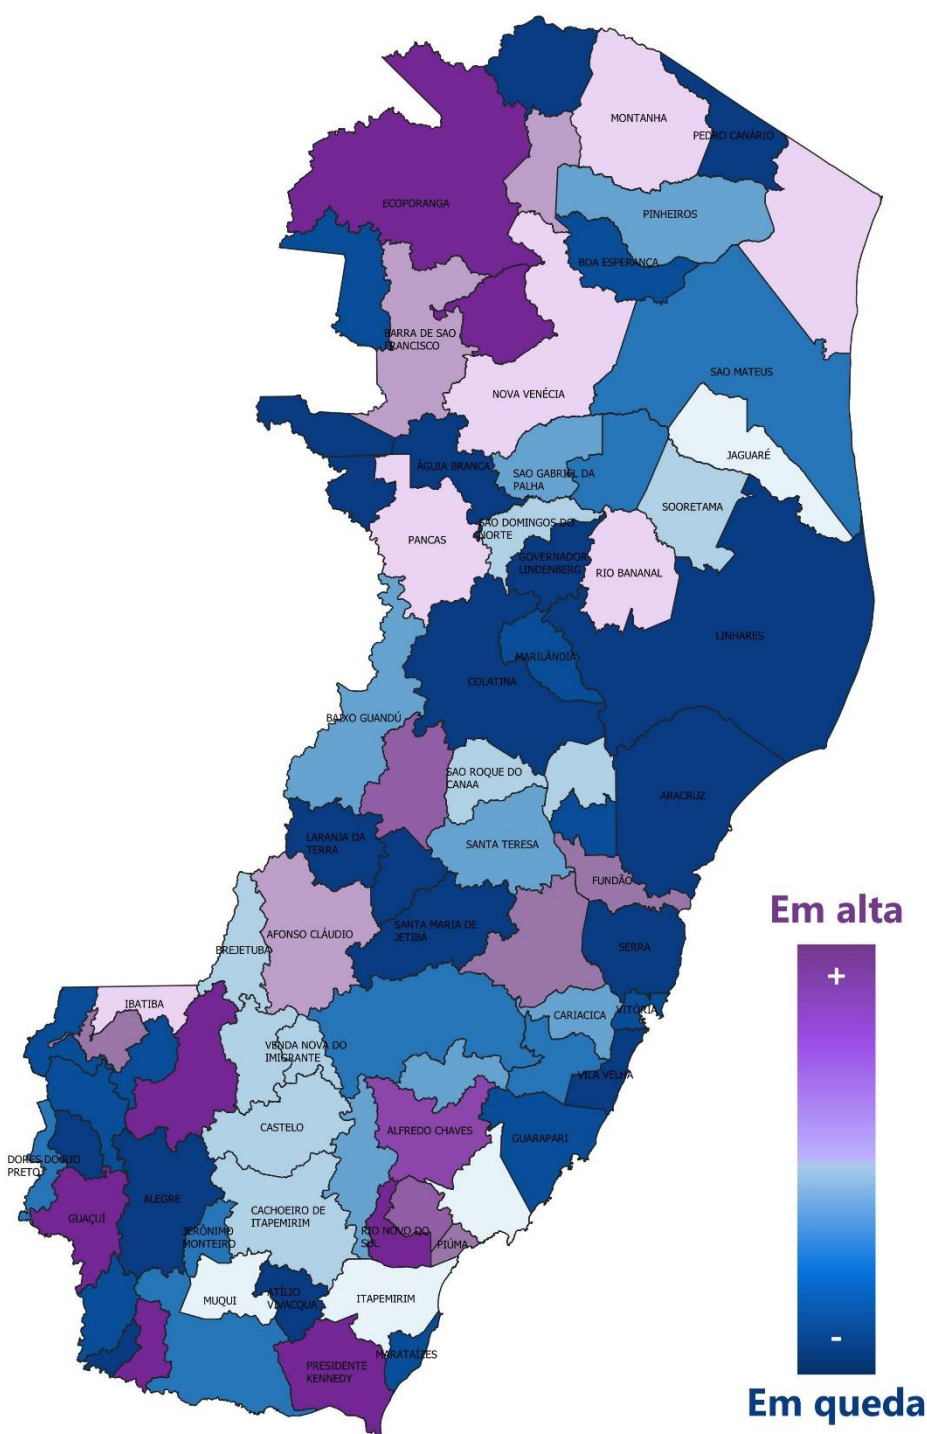 MONTANHA
PEDRO CANÁRIO
ECOPORANGA
PINHEIROS
BOA ESPERANÇA
BARRA DE SAO
FRANCISCO
SAO MATEUS
NOVA VENÉCIA
JAGUARÉ
ÁGUIA BRANCA
SAO GABRIEL DA
PALHA
SOORETAMA
SAO DOMINGOS DO
NORTE
PANCAS
GOVERNADOR
LINDENBERG
RIO BANANAL
LINHARES
MARILÂNDIA
COLATINA
BAIXO GUANDÚ
SAO ROQUE DO
CANAA
ARACRUZ
LARANJA DA
TERRA
SANTA TERESA
FUNDÃO
Em alta
AFONSO CLÁUDIO
SANTA MARIA DE
JETIBÁ
BREJETUBA
SERRA
+
IBATIBA
CARIACICA
VITÓRIA
VENDA NOVA DO
IMIGRANTE
VILA VELHA
CASTELO
ALFREDO CHAVES
GUARAPARI
DORES DO RIO
PRETO
ALEGRE
GUAÇUÍ
CACHOEIRO DE
ITAPEMIRIM
JERÔNIMO
MONTEIRO
RIO NOVO DO
SUL
PIÚMA
ATÍLIO
VIVACQUA
MUQUI
ITAPEMIRIM
-
MARATAÍZES
PRESIDENTE
KENNEDY
Em queda